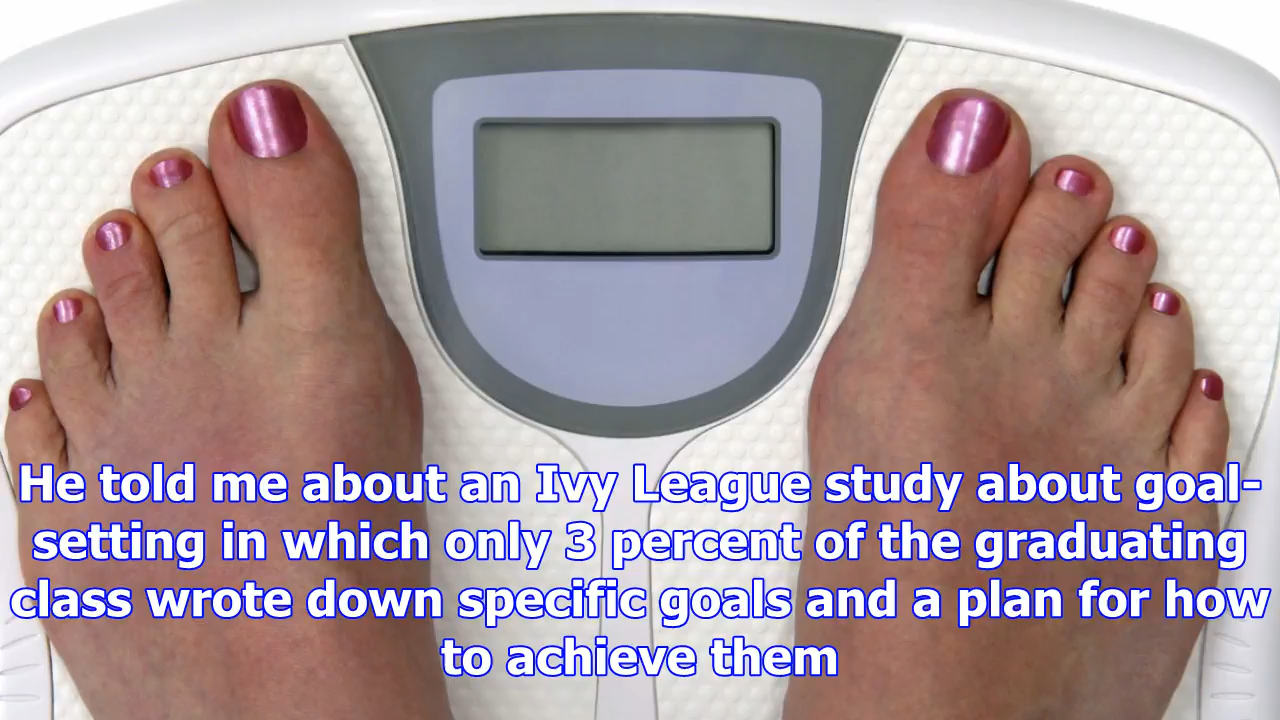 He told me about an Ivy League study about goal-
setting in which only 3 percent of the graduating
class wrote down specific goals and a plan for how
to achieve them